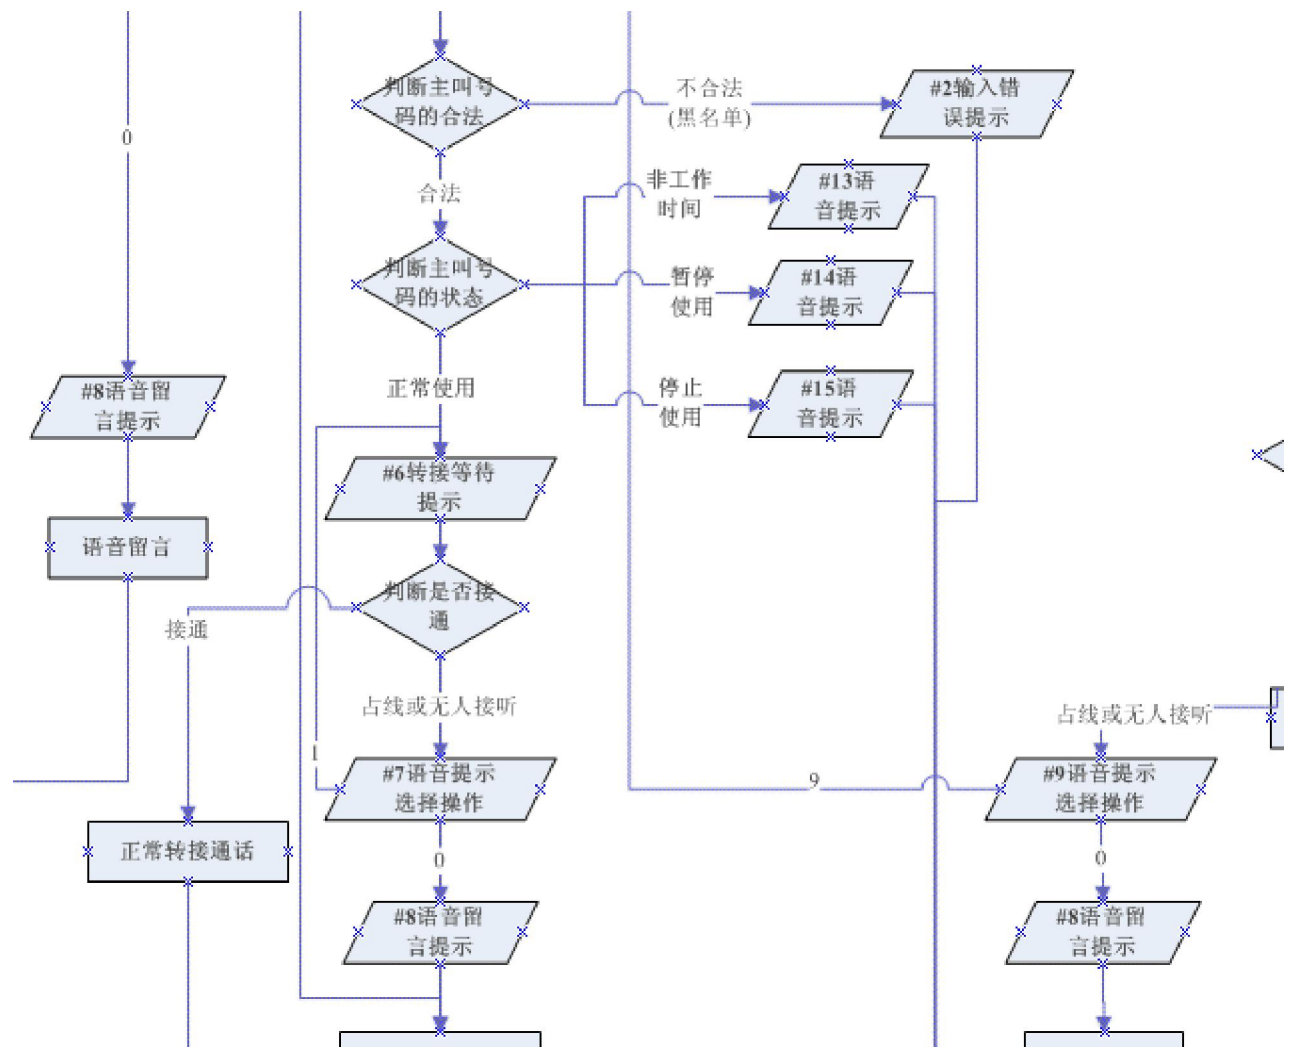 判断主叫号
码的合法
不合法
(黑名单)
#2输入错
误提示
0
合法
非工作
时间
#13语
音提示
判断主叫号
码的状态
暂停
使用
#14语
音提示
正常使用
停止
使用
#15语
音提示
#8语音留
言提示
#6转接等待
提示
语音留言
判断是否接
通
接通
占线或无人接听
占线或无人接听
1
#7语音提示
选择操作
9
#9语音提示
选择操作
正常转接通话
0
0
#8语音留
言提示
#8语音留
言提示